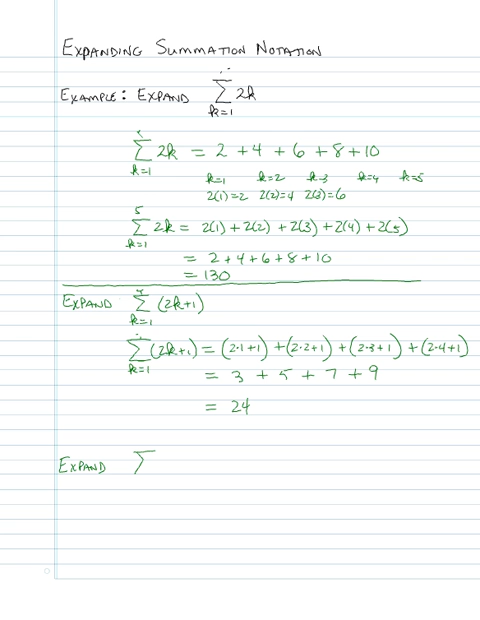 EXPANDING SUMMATION NOTATION
EXAMPLE: EXPAND ∑ 2k
k=1
∑ 2k = 2 + 4 + 6 + 8 + 10
k=1
k=1 k=2 k=3 k=4 k=5
2(1)=2 2(2)=4 2(3)=6
5
∑ 2k = 2(1) + 2(2) + 2(3) + 2(4) + 2(5)
k=1
= 2 + 4 + 6 + 8 + 10
= 130
EXPAND ∑ (2k+1)
k=1
∑ (2k+1) = (2·1+1) + (2·2+1) + (2·3+1) + (2·4+1)
k=1
= 3 + 5 + 7 + 9
= 24
EXPAND ∑